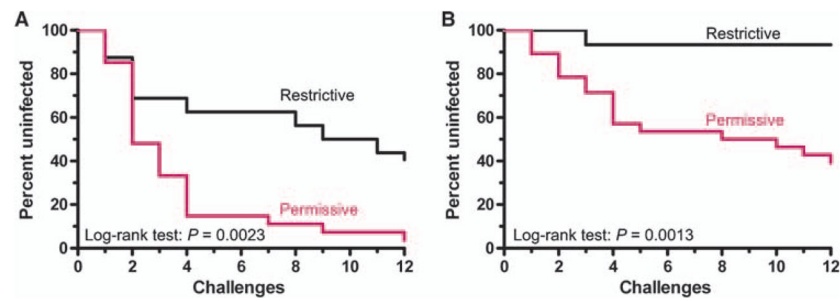 A
Percent uninfected
100
80
60
40
20
0
Restrictive
Permissive
Log-rank test: P = 0.0023
0 2 4 6 8 10 12
Challenges
B
Percent uninfected
100
80
60
40
20
0
Restrictive
Permissive
Log-rank test: P = 0.0013
0 2 4 6 8 10 12
Challenges